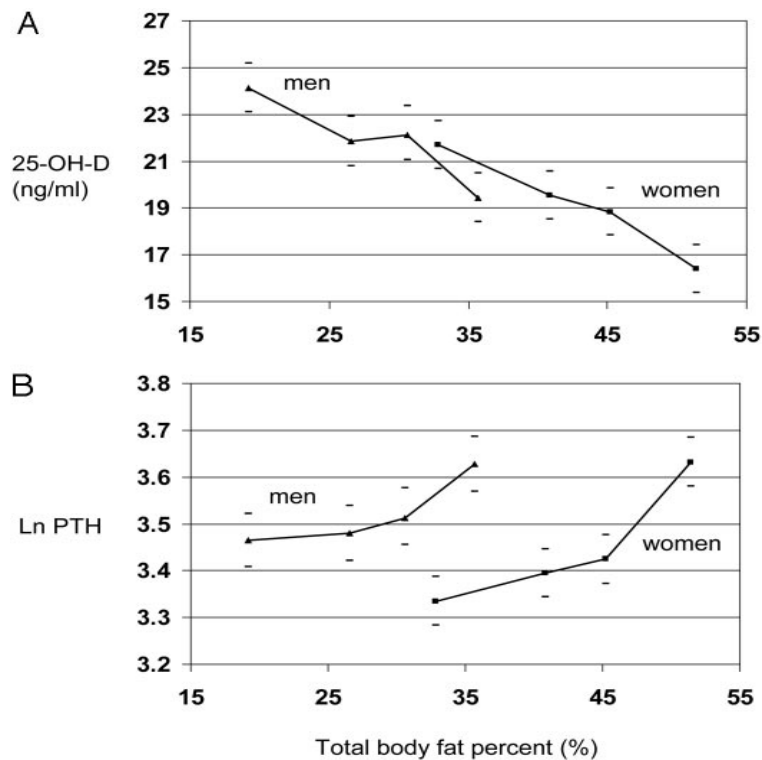 A
27
25
men
23
25-OH-D
(ng/ml)
21
19
women
17
15
15 25 35 45 55
B
3.8
3.7
3.6
men
Ln PTH
3.5
women
3.4
3.3
3.2
15 25 35 45 55
Total body fat percent (%)